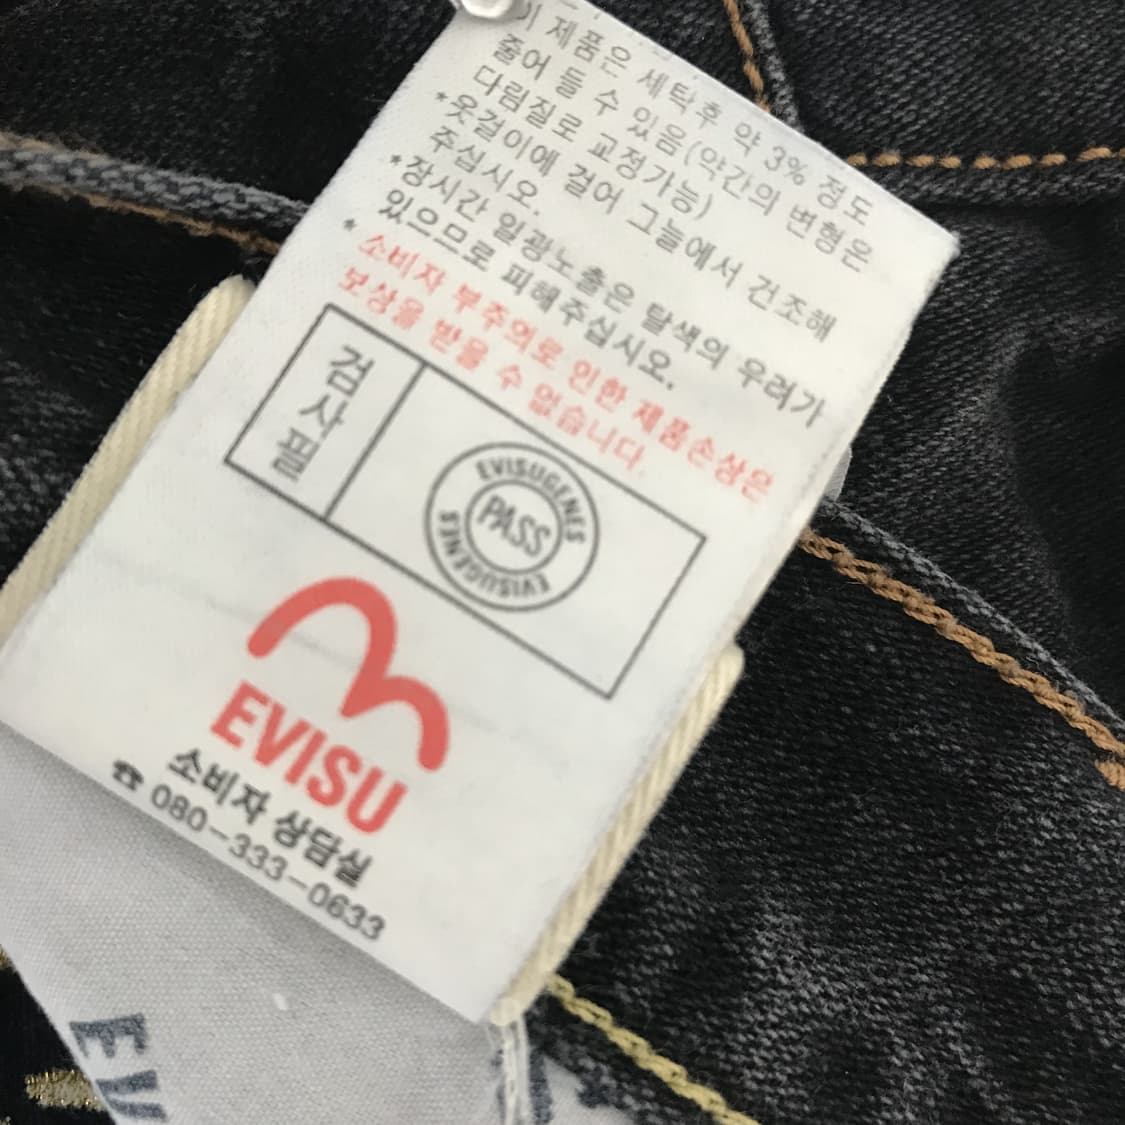 이 제품은 세탁후 약 3% 정도
줄어 들 수 있음(약간의 변형은
다림질로 교정가능)
*옷걸이에 걸어 그늘에서 건조해
주십시오.
*장시간 일광노출은 탈색의 우려가
있으므로 피해주십시오.
* 소비자 부주의로 인한 제품손상은
보상을 받을 수 없습니다.
검사필
EVISUGENES
PASS
EVISUGENES
EVISU
소비자 상담실
☎ 080-333-0633
EV